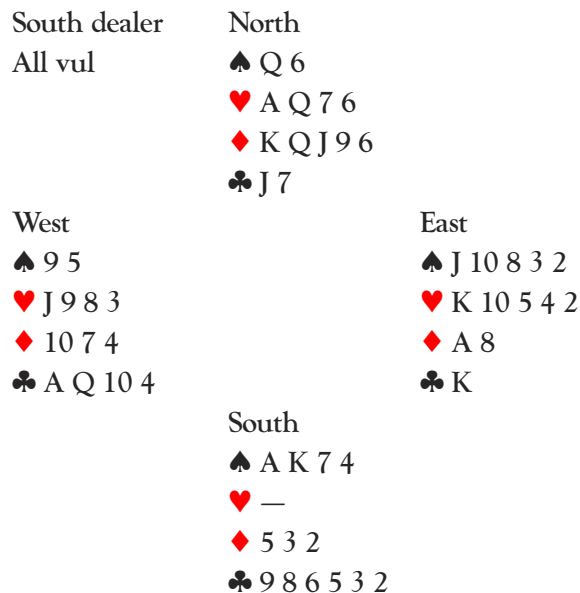 South dealer North
All vul ♠ Q 6
♥ A Q 7 6
♦ K Q J 9 6
♣ J 7
West East
♠ 9 5 ♠ J 10 8 3 2
♥ J 9 8 3 ♥ K 10 5 4 2
♦ 10 7 4 ♦ A 8
♣ A Q 10 4 ♣ K
South
♠ A K 7 4
♥ —
♦ 5 3 2
♣ 9 8 6 5 3 2